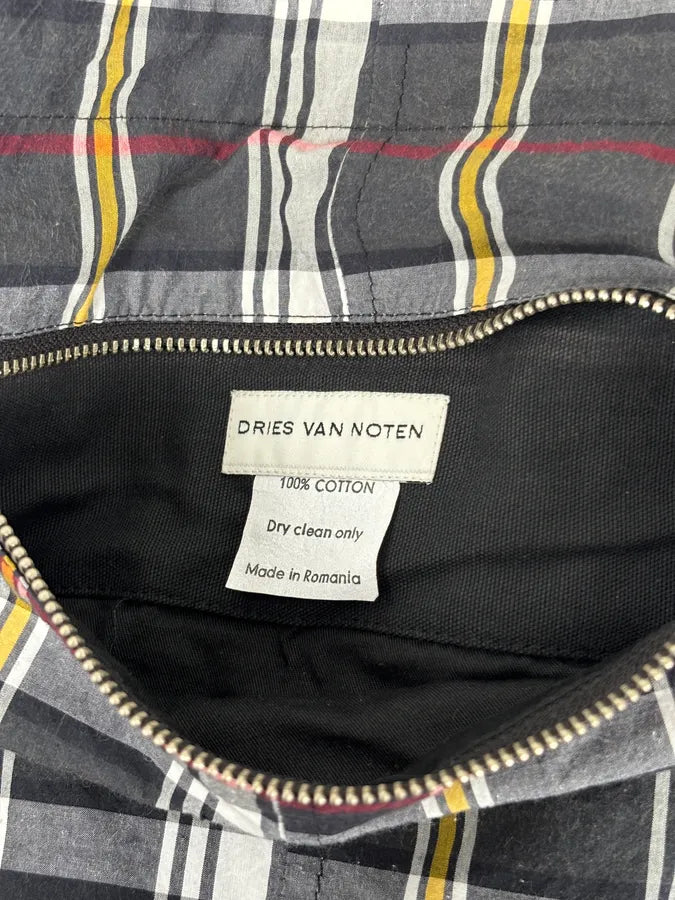 DRIES VAN NOTEN
100% COTTON
Dry clean only
Made in Romania